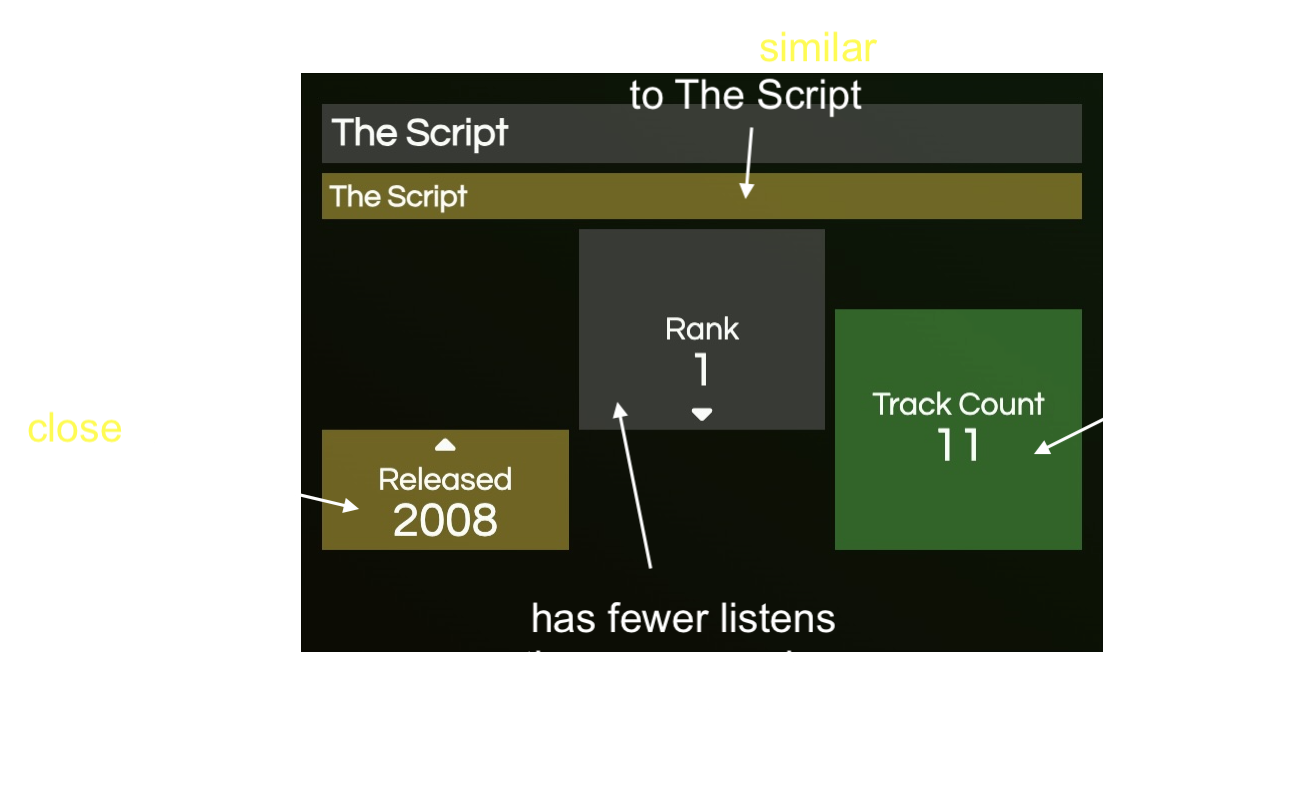 similar
to The Script
The Script
The Script
Rank
1
Track Count
11
close
Released
2008
has fewer listens